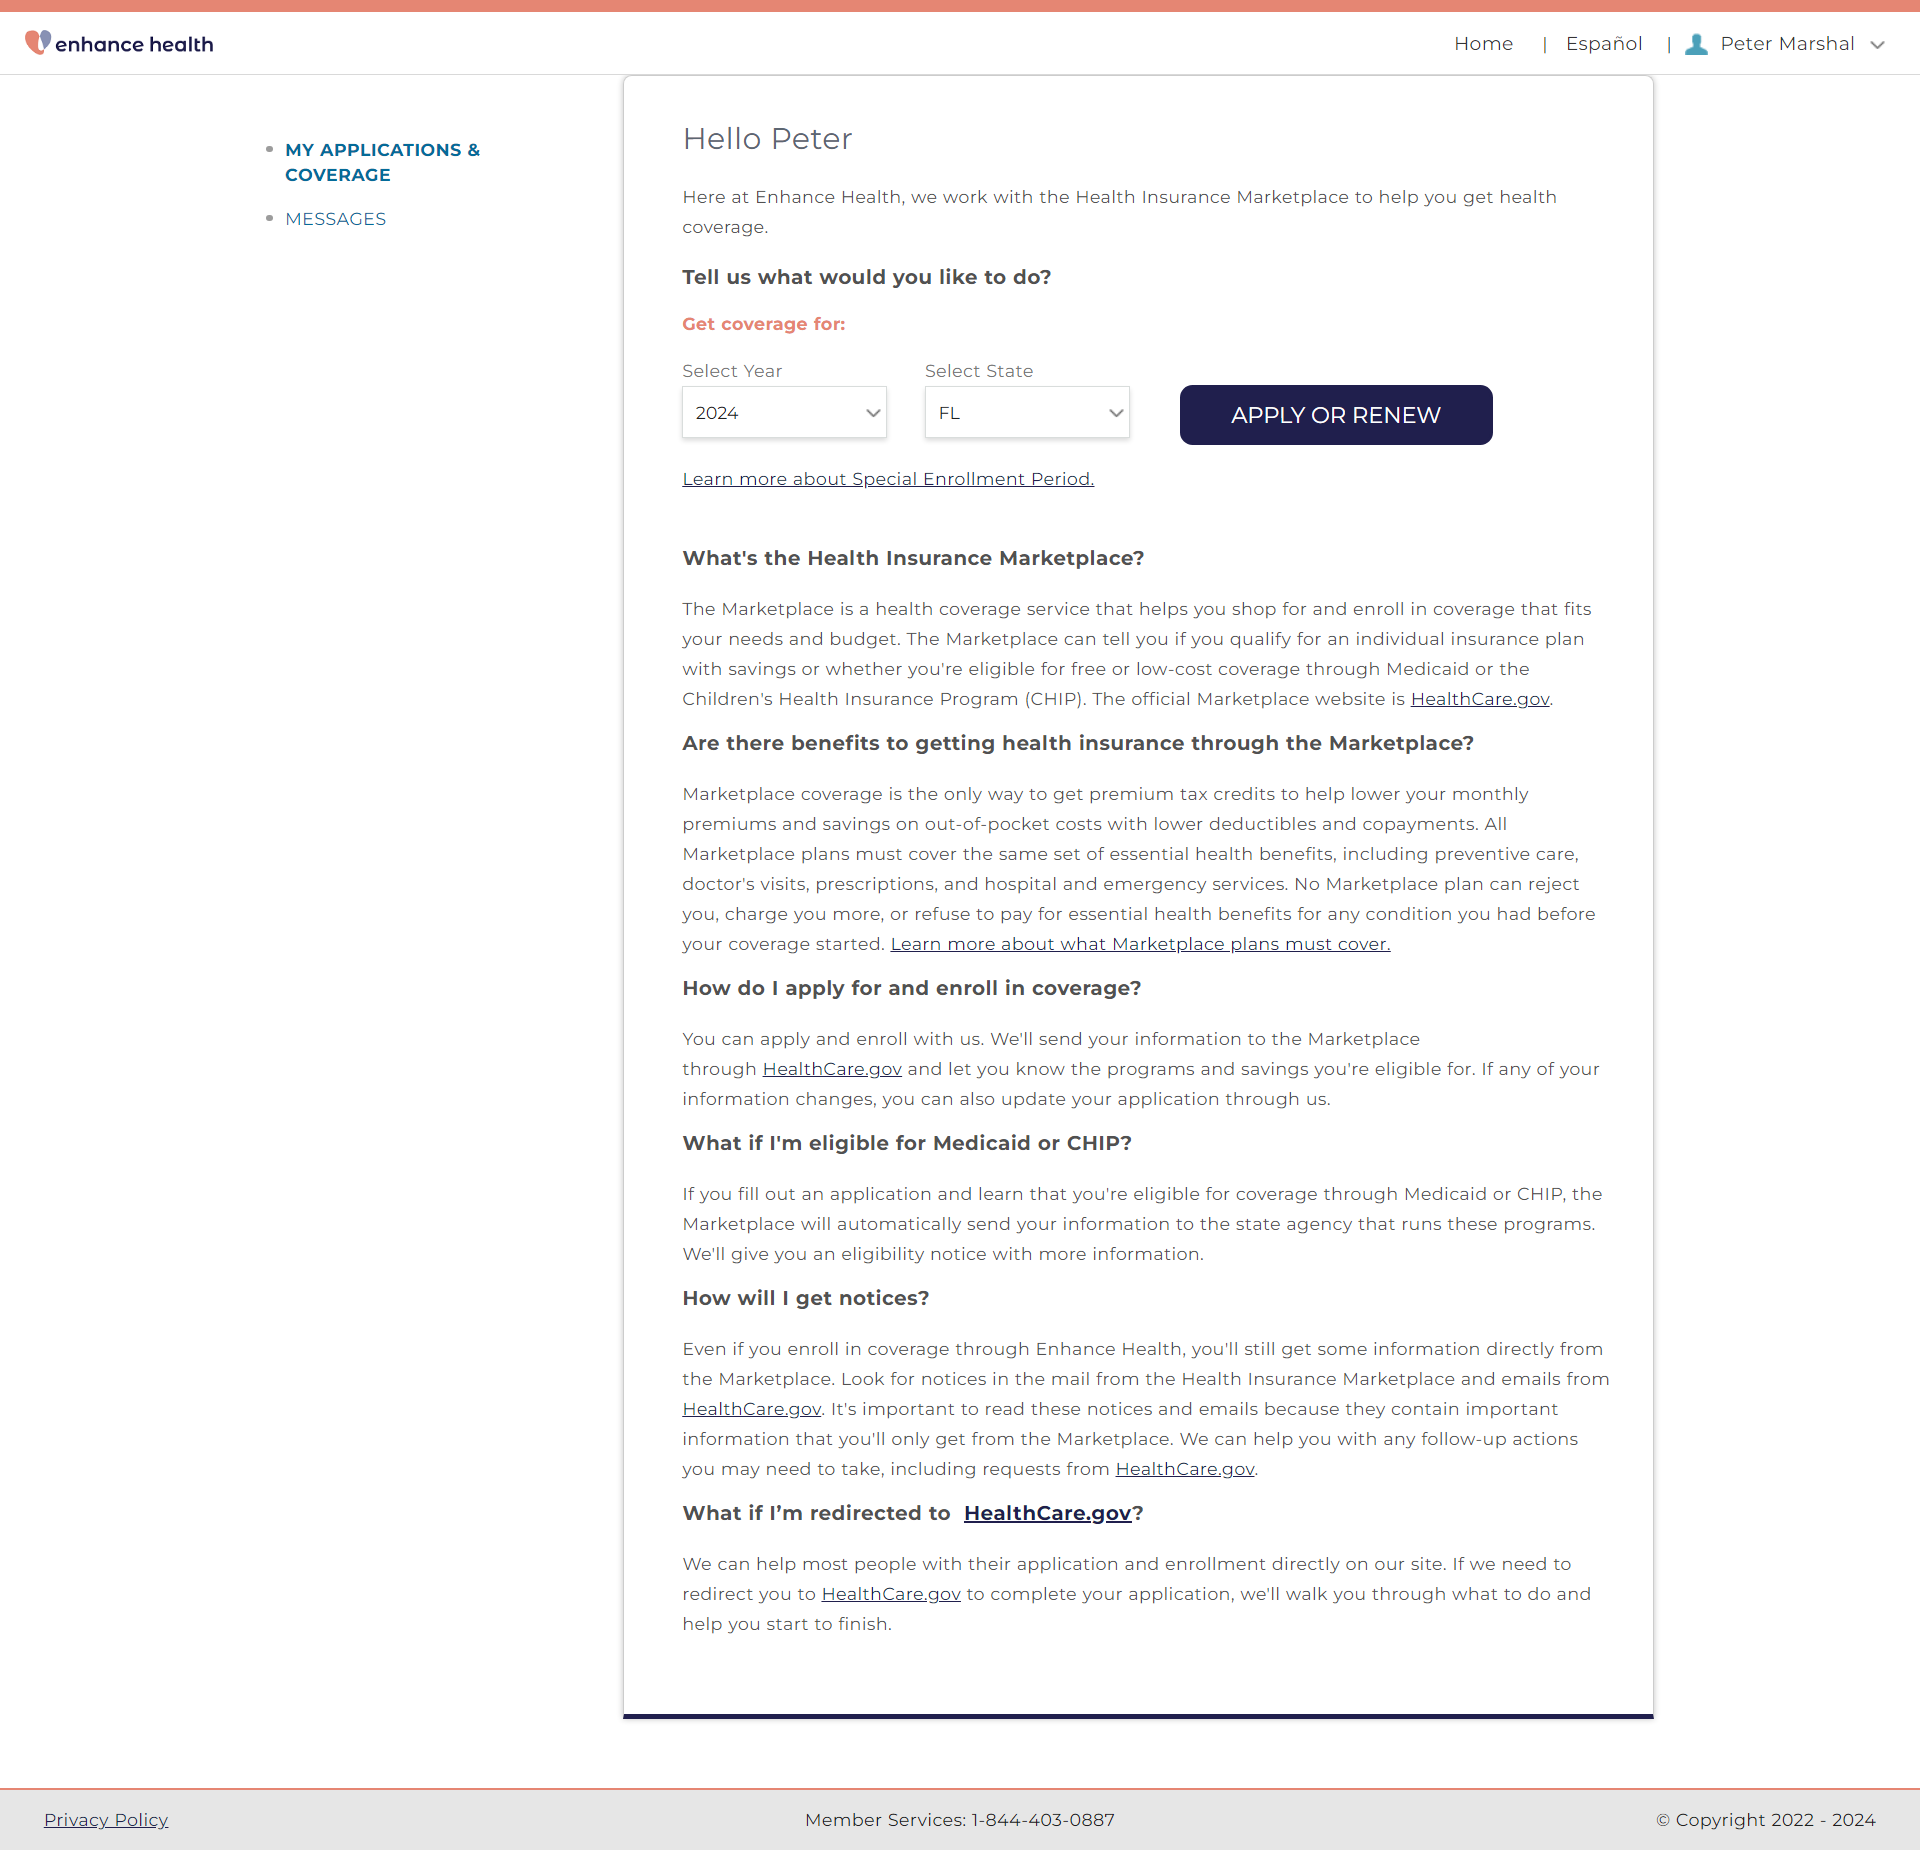 enhance health
Home | Español | Peter Marshal
MY APPLICATIONS &
COVERAGE
MESSAGES
Hello Peter
Here at Enhance Health, we work with the Health Insurance Marketplace to help you get health
coverage.
Tell us what would you like to do?
Get coverage for:
Select Year Select State
2024 FL APPLY OR RENEW
Learn more about Special Enrollment Period.
What's the Health Insurance Marketplace?
The Marketplace is a health coverage service that helps you shop for and enroll in coverage that fits
your needs and budget. The Marketplace can tell you if you qualify for an individual insurance plan
with savings or whether you're eligible for free or low-cost coverage through Medicaid or the
Children's Health Insurance Program (CHIP). The official Marketplace website is HealthCare.gov.
Are there benefits to getting health insurance through the Marketplace?
Marketplace coverage is the only way to get premium tax credits to help lower your monthly
premiums and savings on out-of-pocket costs with lower deductibles and copayments. All
Marketplace plans must cover the same set of essential health benefits, including preventive care,
doctor's visits, prescriptions, and hospital and emergency services. No Marketplace plan can reject
you, charge you more, or refuse to pay for essential health benefits for any condition you had before
your coverage started. Learn more about what Marketplace plans must cover.
How do I apply for and enroll in coverage?
You can apply and enroll with us. We'll send your information to the Marketplace
through HealthCare.gov and let you know the programs and savings you're eligible for. If any of your
information changes, you can also update your application through us.
What if I'm eligible for Medicaid or CHIP?
If you fill out an application and learn that you're eligible for coverage through Medicaid or CHIP, the
Marketplace will automatically send your information to the state agency that runs these programs.
We'll give you an eligibility notice with more information.
How will I get notices?
Even if you enroll in coverage through Enhance Health, you'll still get some information directly from
the Marketplace. Look for notices in the mail from the Health Insurance Marketplace and emails from
HealthCare.gov. It's important to read these notices and emails because they contain important
information that you'll only get from the Marketplace. We can help you with any follow-up actions
you may need to take, including requests from HealthCare.gov.
What if I’m redirected to HealthCare.gov?
We can help most people with their application and enrollment directly on our site. If we need to
redirect you to HealthCare.gov to complete your application, we'll walk you through what to do and
help you start to finish.
Privacy Policy Member Services: 1-844-403-0887 © Copyright 2022 - 2024